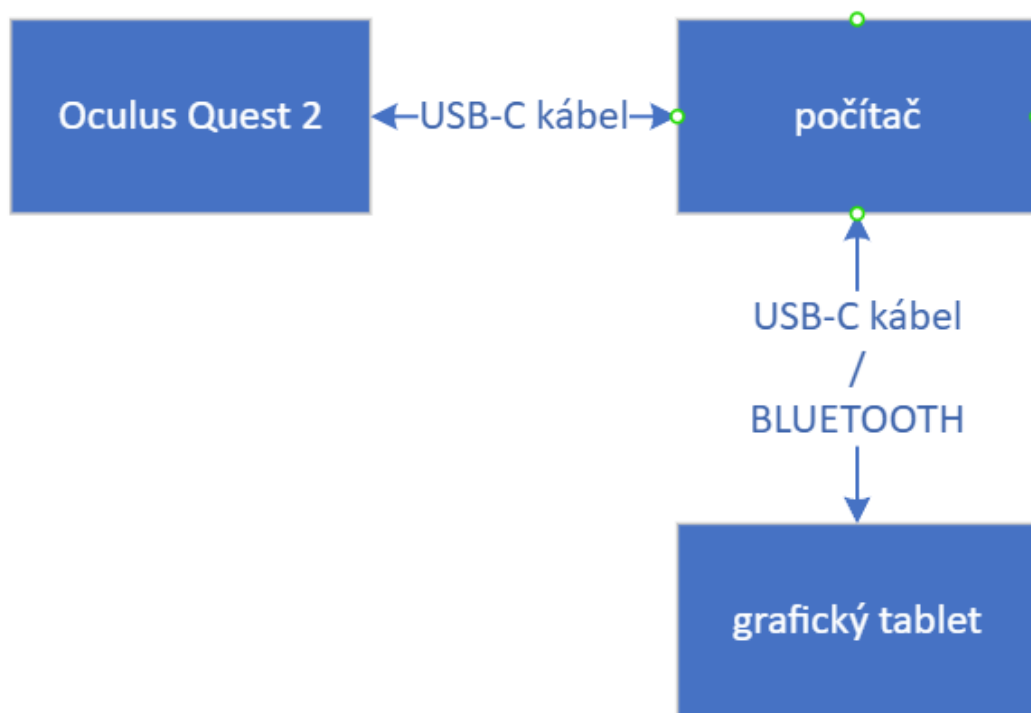 Oculus Quest 2
USB-C kábel
počítač
USB-C kábel
/
BLUETOOTH
grafický tablet